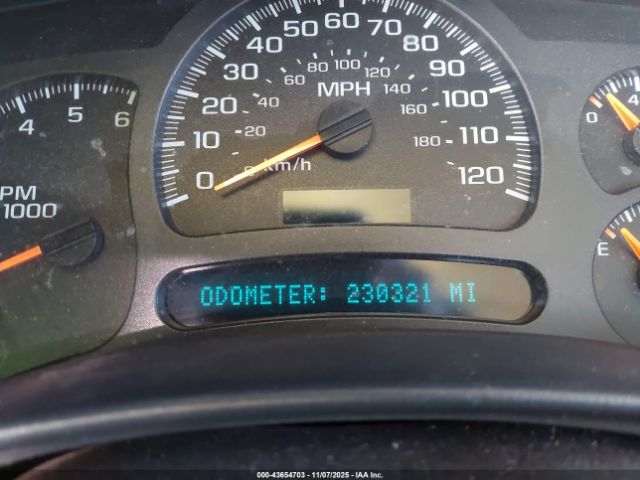 0 10 20 30 40 50 60 70 80 90 100 110 120
20 40 60 80 100 120 140 160 180
MPH
km/h
4 5 6
PM
1000
0 4
E
ODOMETER: 230321 MI
000-43654703 - 11/07/2025 - IAA Inc.